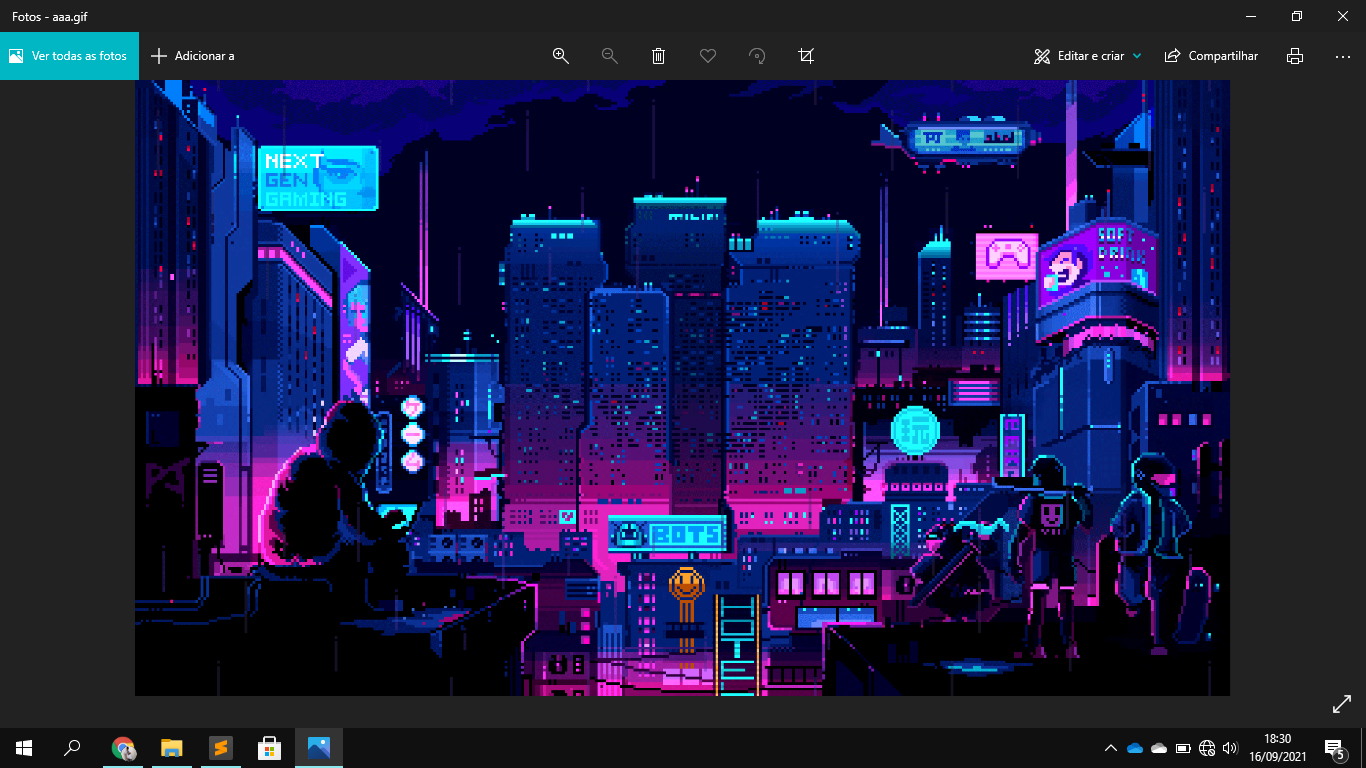 Fotos - aaa.gif
Ver todas as fotos
Adicionar a
Editar e criar
Compartilhar
NEXT
GEN
GAMING
SOFT
DRINK
BOTS
HOTE
18:30
16/09/2021
5